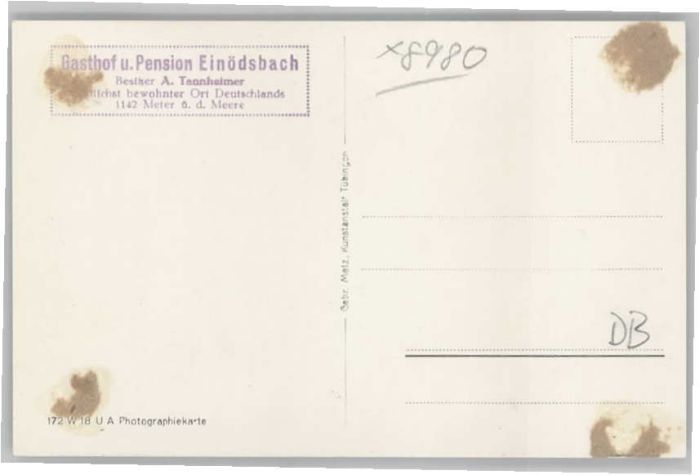 Gasthof u. Pension Einödsbach
Besitzer A. Tannheimer
bewohnter Ort Deutschlands
1142 Meter ü. d. Meere
x8980
Gebr. Metz, Kunstanstalt Tübingen
DB
172 W 18 U A Photographiekarte